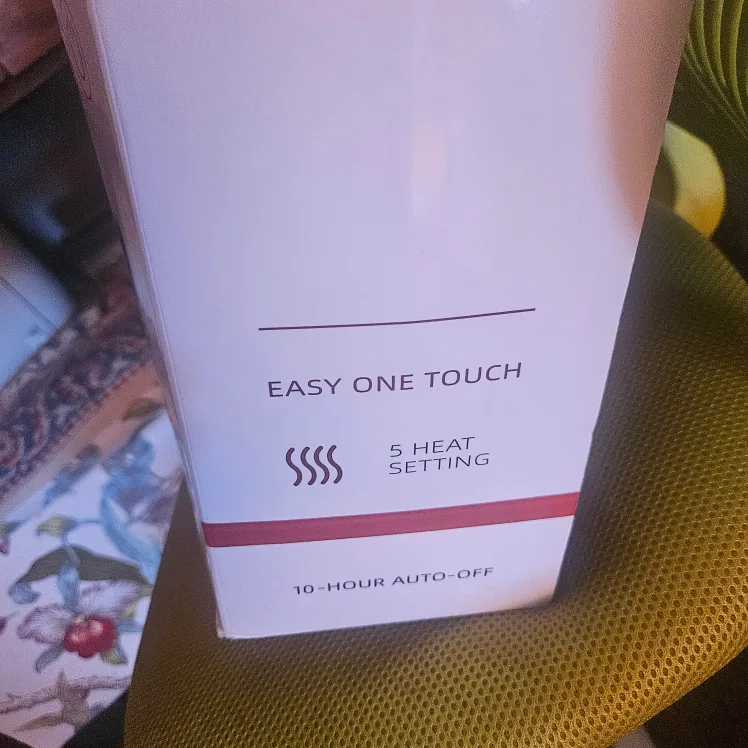 EASY ONE TOUCH
5 HEAT
SETTING
10-HOUR AUTO-OFF